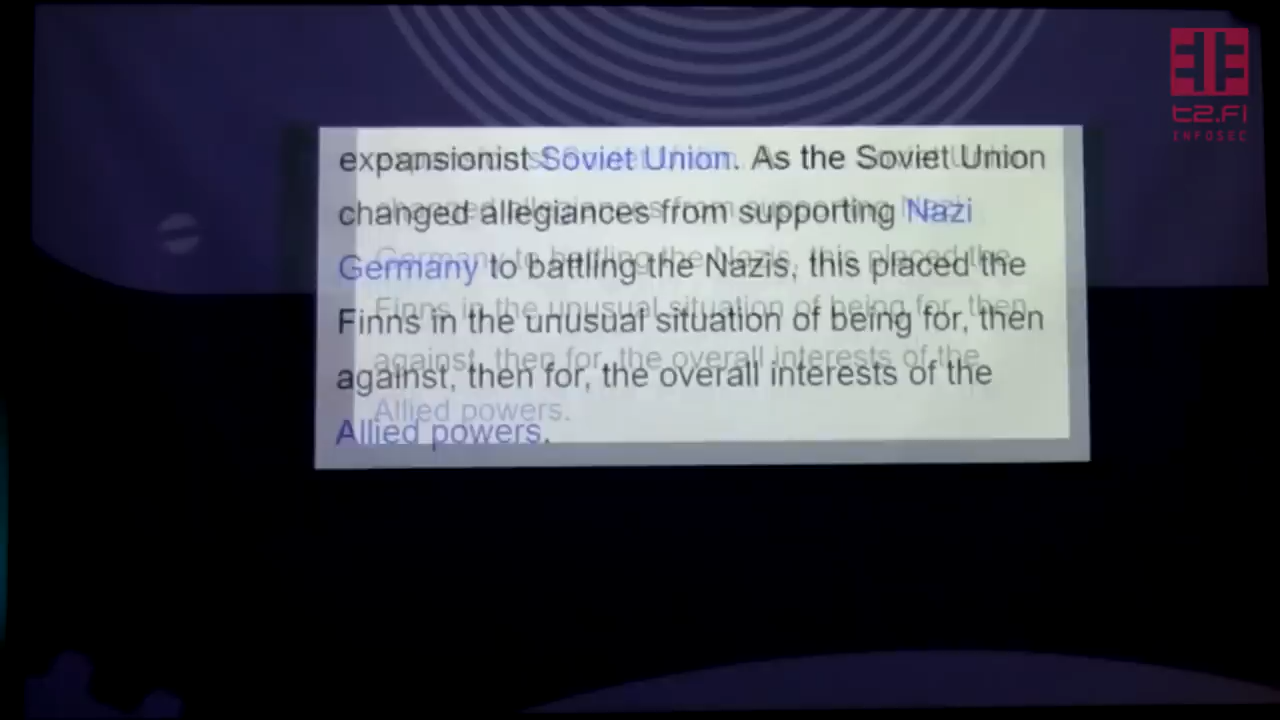 t2.fi
INFOSEC
expansionist Soviet Union. As the Soviet Union
changed allegiances from supporting Nazi
Germany to battling the Nazis, this placed the
Finns in the unusual situation of being for, then
against, then for, the overall interests of the
Allied powers.